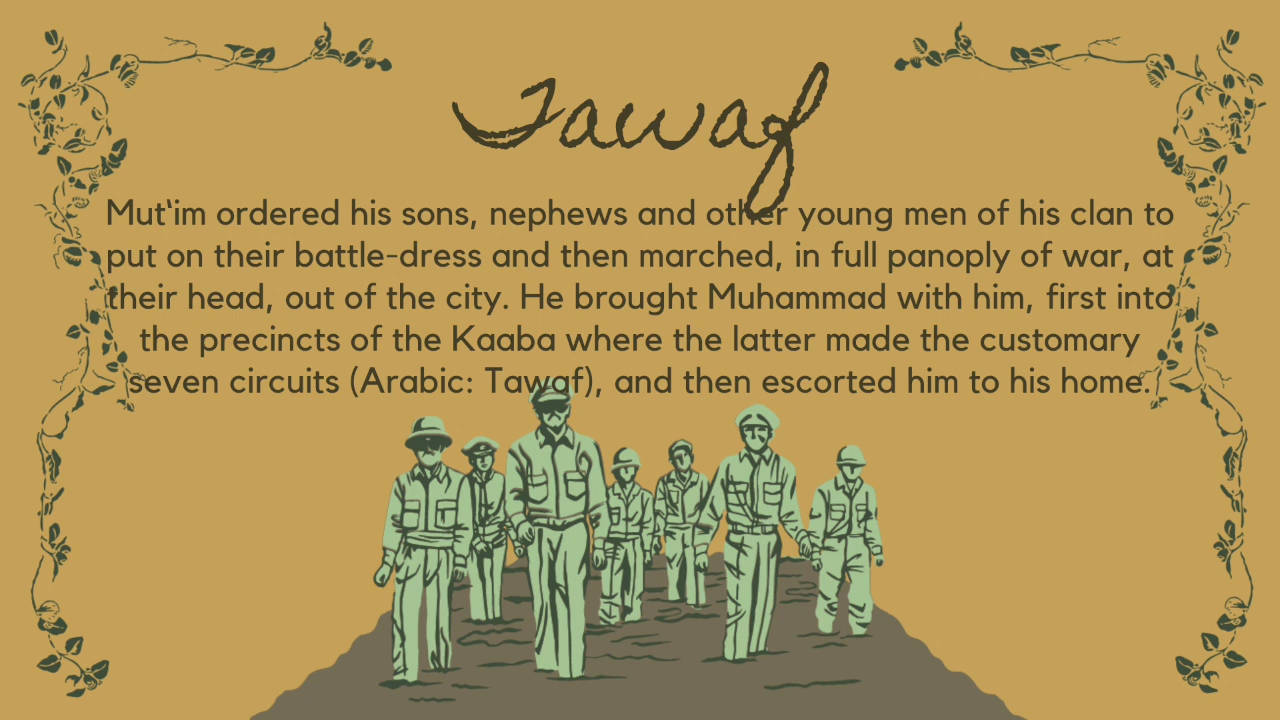 Tawaf
Mut‛im ordered his sons, nephews and other young men of his clan to
put on their battle-dress and then marched, in full panoply of war, at
their head, out of the city. He brought Muhammad with him, first into
the precincts of the Kaaba where the latter made the customary
seven circuits (Arabic: Tawaf), and then escorted him to his home.